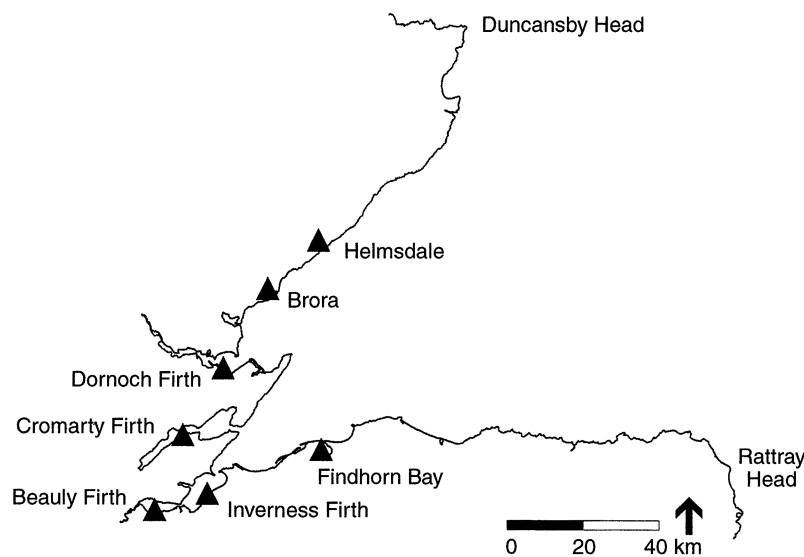 Duncansby Head
Helmsdale
Brora
Dornoch Firth
Cromarty Firth
Rattray
Head
Findhorn Bay
Beauly Firth
Inverness Firth
0 20 40 km